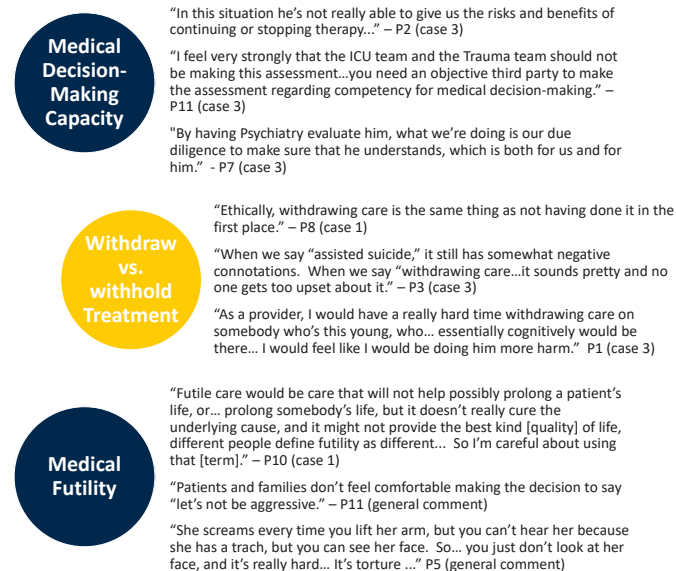 Medical
Decision-
Making
Capacity
“In this situation he’s not really able to give us the risks and benefits of
continuing or stopping therapy...” – P2 (case 3)
“I feel very strongly that the ICU team and the Trauma team should not
be making this assessment…you need an objective third party to make
the assessment regarding competency for medical decision-making.” –
P11 (case 3)
"By having Psychiatry evaluate him, what we’re doing is our due
diligence to make sure that he understands, which is both for us and for
him.”  - P7 (case 3)
Withdraw
vs.
withhold
Treatment
“Ethically, withdrawing care is the same thing as not having done it in the
first place.” – P8 (case 1)
“When we say “assisted suicide,” it still has somewhat negative
connotations.  When we say “withdrawing care…it sounds pretty and no
one gets too upset about it.” – P3 (case 3)
“As a provider, I would have a really hard time withdrawing care on
somebody who’s this young, who… essentially cognitively would be
there… I would feel like I would be doing him more harm.”  P1 (case 3)
Medical
Futility
“Futile care would be care that will not help possibly prolong a patient’s
life, or… prolong somebody’s life, but it doesn’t really cure the
underlying cause, and it might not provide the best kind [quality] of life,
different people define futility as different... So I’m careful about using
that [term].” – P10 (case 1)
“Patients and families don’t feel comfortable making the decision to say
“let’s not be aggressive.” – P11 (general comment)
“She screams every time you lift her arm, but you can’t hear her because
she has a trach, but you can see her face.  So… you just don’t look at her
face, and it’s really hard… It’s torture ...” P5 (general comment)